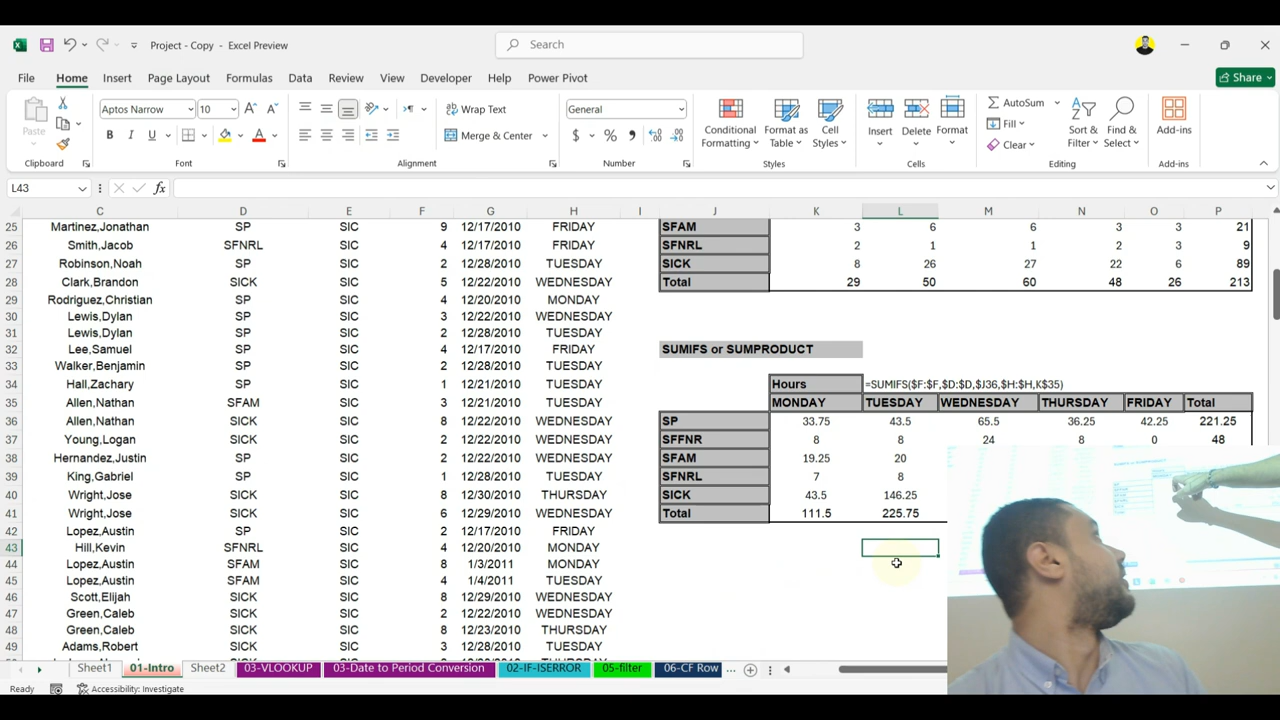 Project - Copy - Excel Preview
Search
File Home Insert Page Layout Formulas Data Review View Developer Help Power Pivot Share
Paste
Aptos Narrow 10
B I U
Wrap Text
Merge & Center
General
$ %
Conditional Formatting
Format as Table
Cell Styles
Insert
Delete
Format
AutoSum
Fill
Clear
Sort & Filter
Find & Select
Add-ins
Clipboard Font Alignment Number Styles Cells Editing Add-ins
L43 fx
C D E F G H I J K L M N O P
25 Martinez,Jonathan SP SIC 9 12/17/2010 FRIDAY SFAM 3 6 6 3 3 21
26 Smith,Jacob SFNRL SIC 4 12/17/2010 FRIDAY SFNRL 2 1 1 2 3 9
27 Robinson,Noah SP SIC 2 12/28/2010 TUESDAY SICK 8 26 27 22 6 89
28 Clark,Brandon SICK SIC 5 12/22/2010 WEDNESDAY Total 29 50 60 48 26 213
29 Rodriguez,Christian SP SIC 4 12/20/2010 MONDAY
30 Lewis,Dylan SP SIC 3 12/22/2010 WEDNESDAY
31 Lewis,Dylan SP SIC 2 12/28/2010 TUESDAY
32 Lee,Samuel SP SIC 4 12/17/2010 FRIDAY SUMIFS or SUMPRODUCT
33 Walker,Benjamin SP SIC 2 12/28/2010 TUESDAY
34 Hall,Zachary SP SIC 1 12/21/2010 TUESDAY Hours =SUMIFS($F:$F,$D:$D,$J36,$H:$H,K$35)
35 Allen,Nathan SFAM SIC 3 12/21/2010 TUESDAY MONDAY TUESDAY WEDNESDAY THURSDAY FRIDAY Total
36 Allen,Nathan SICK SIC 8 12/22/2010 WEDNESDAY SP 33.75 43.5 65.5 36.25 42.25 221.25
37 Young,Logan SICK SIC 2 12/22/2010 WEDNESDAY SFFNR 8 8 24 8 0 48
38 Hernandez,Justin SP SIC 2 12/22/2010 WEDNESDAY SFAM 19.25 20
39 King,Gabriel SP SIC 1 12/28/2010 TUESDAY SFNRL 7 8
40 Wright,Jose SICK SIC 8 12/30/2010 THURSDAY SICK 43.5 146.25
41 Wright,Jose SICK SIC 6 12/29/2010 WEDNESDAY Total 111.5 225.75
42 Lopez,Austin SP SIC 2 12/17/2010 FRIDAY
43 Hill,Kevin SFNRL SIC 4 12/20/2010 MONDAY
44 Lopez,Austin SFAM SIC 8 1/3/2011 MONDAY
45 Lopez,Austin SFAM SIC 4 1/4/2011 TUESDAY
46 Scott,Elijah SICK SIC 8 12/29/2010 WEDNESDAY
47 Green,Caleb SICK SIC 2 12/22/2010 WEDNESDAY
48 Green,Caleb SICK SIC 8 12/23/2010 THURSDAY
49 Adams,Robert SICK SIC 3 12/28/2010 TUESDAY
Sheet1 01-Intro Sheet2 03-VLOOKUP 03-Date to Period Conversion 02-IF-ISERROR 05-filter 06-CF Row ...
Ready Accessibility: Investigate